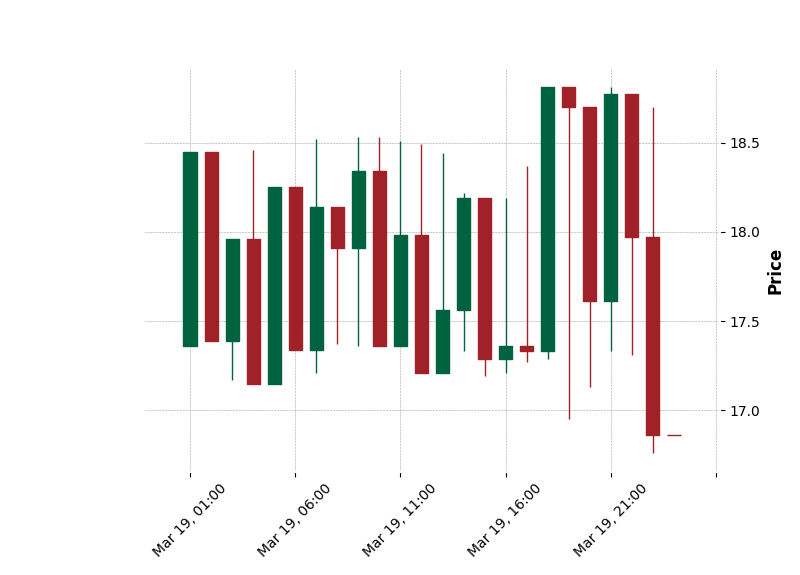 18.5
18.0
17.5
17.0
Price
Mar 19, 01:00
Mar 19, 06:00
Mar 19, 11:00
Mar 19, 16:00
Mar 19, 21:00